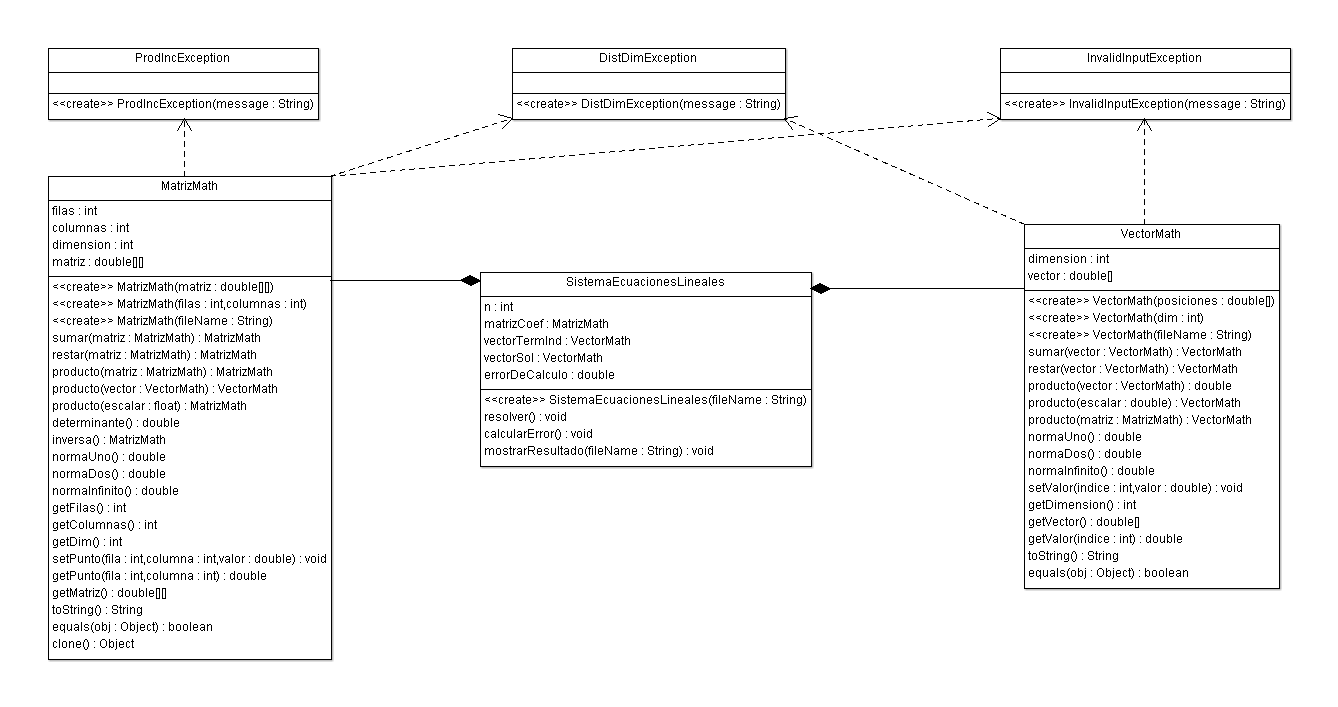 ProdIncException
<<create>> ProdIncException(message : String)
DistDimException
<<create>> DistDimException(message : String)
InvalidInputException
<<create>> InvalidInputException(message : String)
MatrizMath
filas : int
columnas : int
dimension : int
matriz : double[][]
<<create>> MatrizMath(matriz : double[][])
<<create>> MatrizMath(filas : int,columnas : int)
<<create>> MatrizMath(fileName : String)
sumar(matriz : MatrizMath) : MatrizMath
restar(matriz : MatrizMath) : MatrizMath
producto(matriz : MatrizMath) : MatrizMath
producto(vector : VectorMath) : VectorMath
producto(escalar : float) : MatrizMath
determinante() : double
inversa() : MatrizMath
normaUno() : double
normaDos() : double
normaInfinito() : double
getFilas() : int
getColumnas() : int
getDim() : int
setPunto(fila : int,columna : int,valor : double) : void
getPunto(fila : int,columna : int) : double
getMatriz() : double[][]
toString() : String
equals(obj : Object) : boolean
clone() : Object
SistemaEcuacionesLineales
n : int
matrizCoef : MatrizMath
vectorTermInd : VectorMath
vectorSol : VectorMath
errorDeCalculo : double
<<create>> SistemaEcuacionesLineales(fileName : String)
resolver() : void
calcularError() : void
mostrarResultado(fileName : String) : void
VectorMath
dimension : int
vector : double[]
<<create>> VectorMath(posiciones : double[])
<<create>> VectorMath(dim : int)
<<create>> VectorMath(fileName : String)
sumar(vector : VectorMath) : VectorMath
restar(vector : VectorMath) : VectorMath
producto(vector : VectorMath) : double
producto(escalar : double) : VectorMath
producto(matriz : MatrizMath) : VectorMath
normaUno() : double
normaDos() : double
normaInfinito() : double
setValor(indice : int,valor : double) : void
getDimension() : int
getVector() : double[]
getValor(indice : int) : double
toString() : String
equals(obj : Object) : boolean